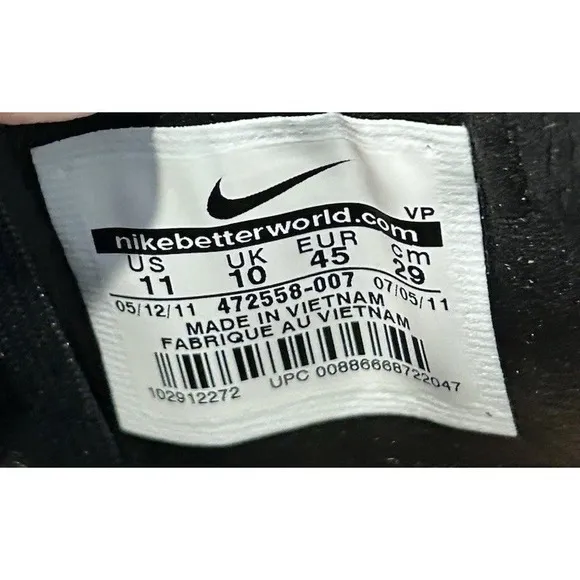 VP
nikebetterworld.com
US UK EUR cm
11 10 45 29
05/12/11 472558-007 07/05/11
MADE IN VIETNAM
FABRIQUE AU VIETNAM
102912272 UPC 00886668722047